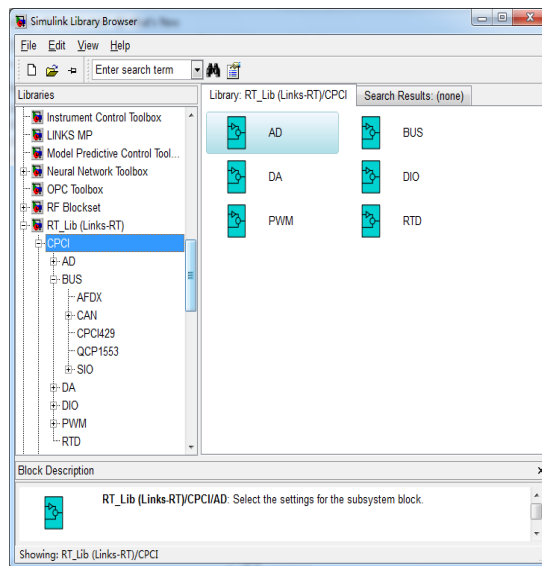 Simulink Library Browser
File Edit View Help
Enter search term
Libraries
Library: RT_Lib (Links-RT)/CPCI
Search Results: (none)
Instrument Control Toolbox
LINKS MP
Model Predictive Control Tool...
Neural Network Toolbox
OPC Toolbox
RF Blockset
RT_Lib (Links-RT)
CPCI
AD
BUS
AFDX
CAN
CPCI429
QCP1553
SIO
DA
DIO
PWM
RTD
AD
BUS
DA
DIO
PWM
RTD
Block Description
RT_Lib (Links-RT)/CPCI/AD: Select the settings for the subsystem block.
Showing: RT_Lib (Links-RT)/CPCI